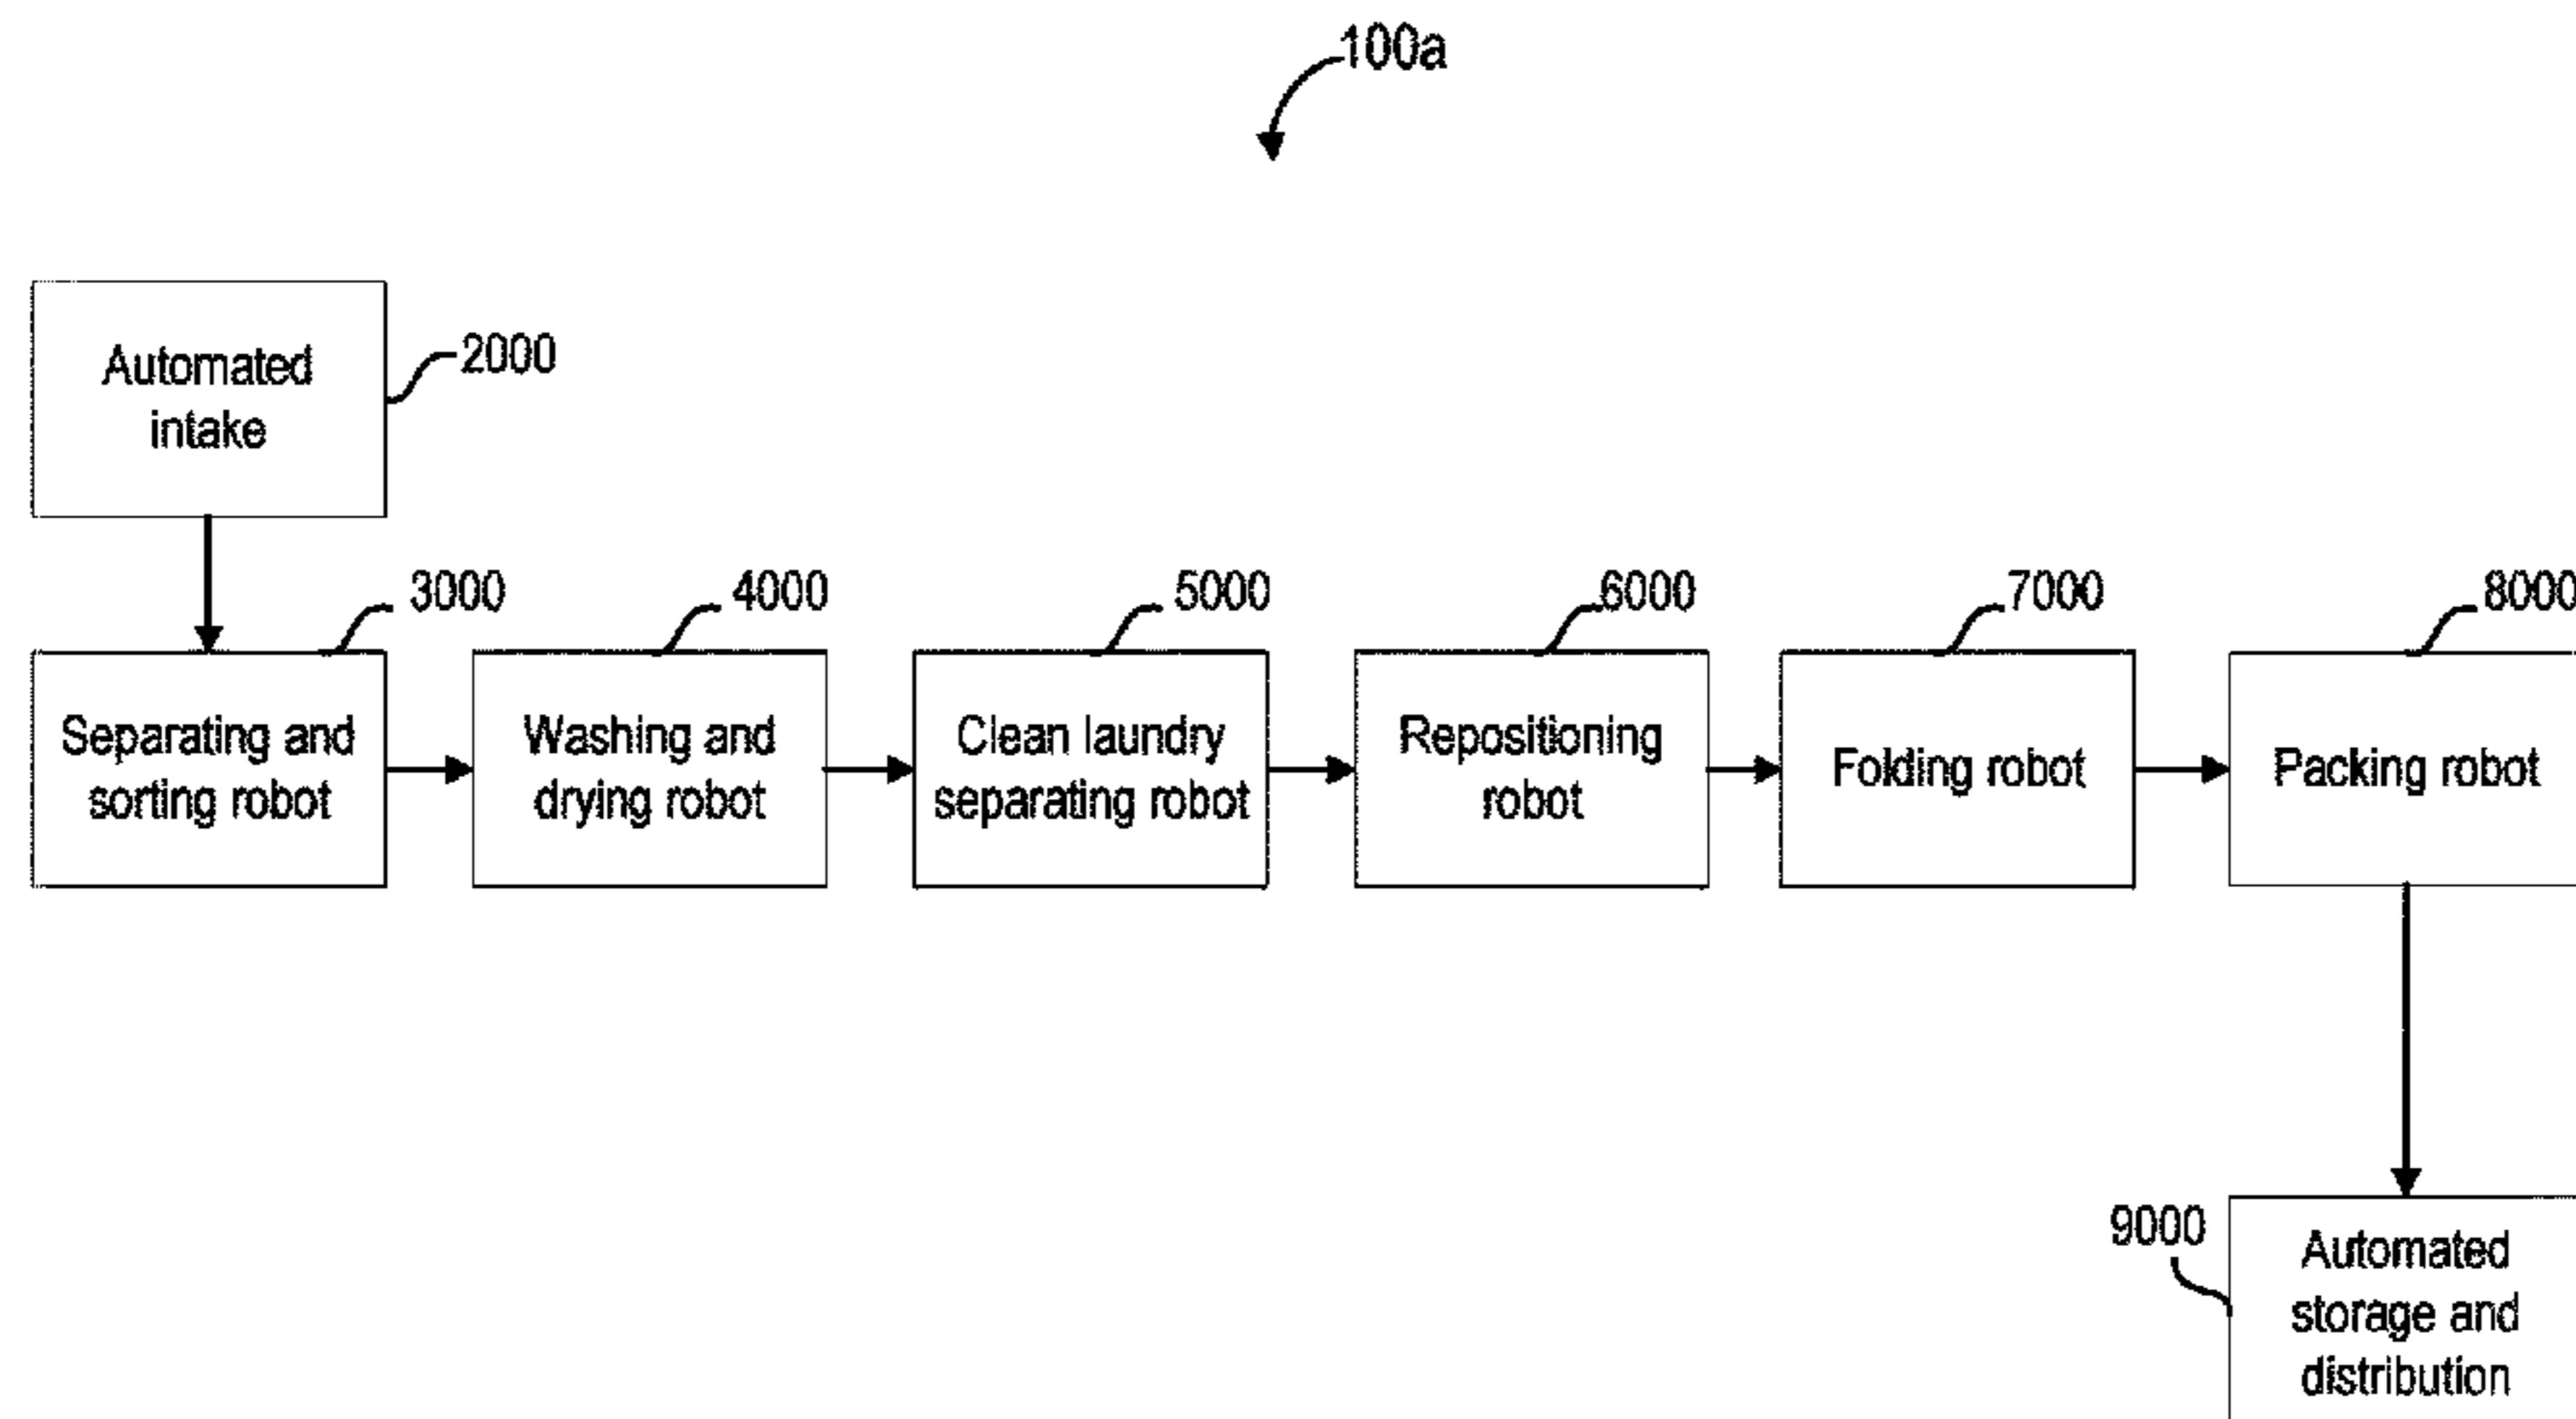 100a
Automated
intake
2000
3000
4000
5000
6000
7000
8000
Separating and
sorting robot
Washing and
drying robot
Clean laundry
separating robot
Repositioning
robot
Folding robot
Packing robot
9000
Automated
storage and
distribution